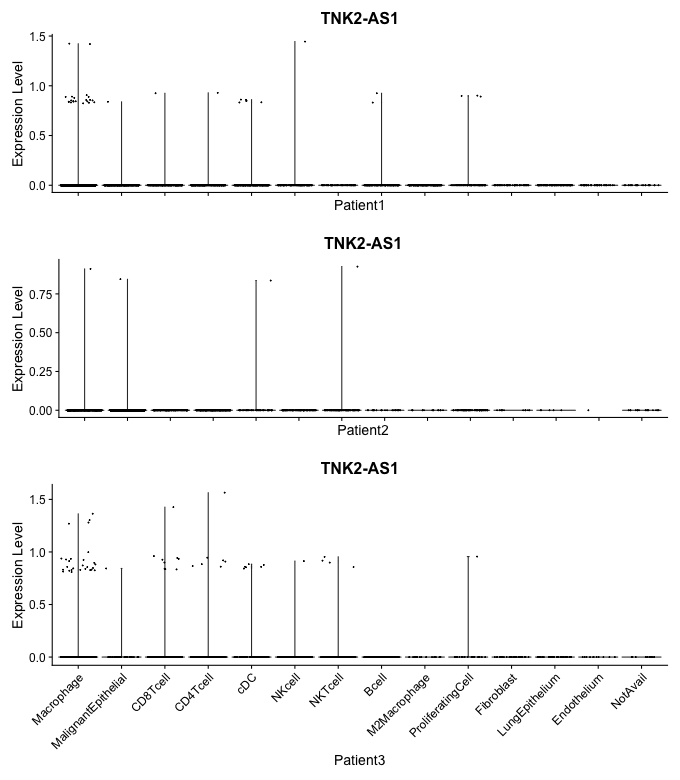 TNK2-AS1
Expression Level
1.5
1.0
0.5
0.0
Patient1
TNK2-AS1
Expression Level
0.75
0.50
0.25
0.00
Patient2
TNK2-AS1
Expression Level
1.5
1.0
0.5
0.0
Macrophage
MalignantEpithelial
CD8Tcell
CD4Tcell
cDC
NKcell
NKTcell
Bcell
M2Macrophage
ProliferatingCell
Fibroblast
LungEpithelium
Endothelium
NotAvail
Patient3